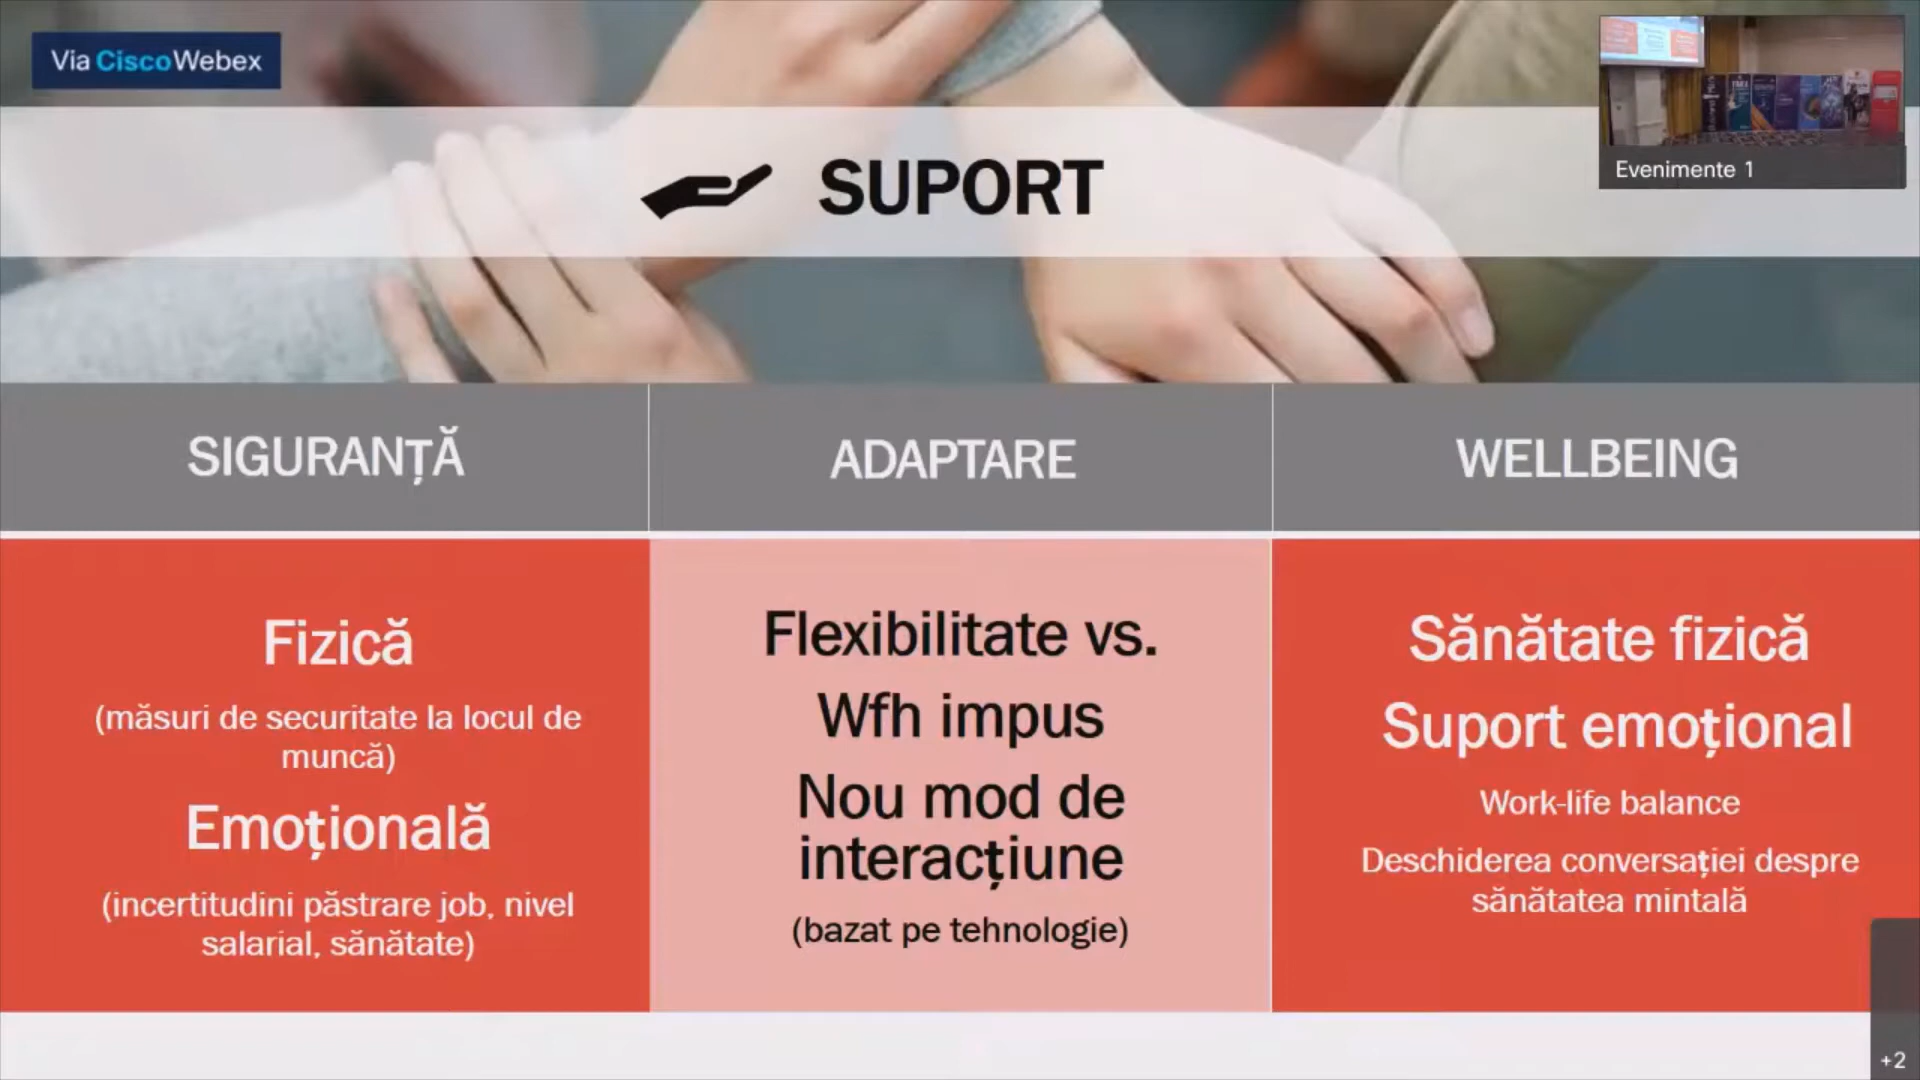 Via CiscoWebex
SUPORT
Evenimente 1
SIGURANȚĂ
ADAPTARE
WELLBEING
Fizică
(măsuri de securitate la locul de
muncă)
Emoțională
(incertitudini păstrare job, nivel
salarial, sănătate)
Flexibilitate vs.
Wfh impus
Nou mod de
interacțiune
(bazat pe tehnologie)
Sănătate fizică
Suport emoțional
Work-life balance
Deschiderea conversației despre
sănătatea mintală
+2